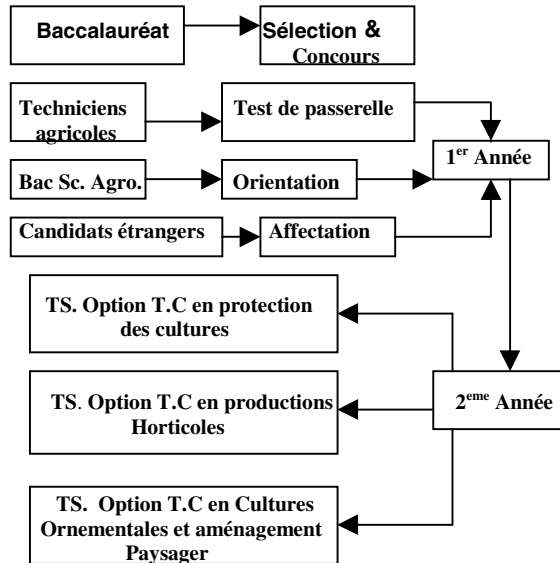 Baccalauréat
Sélection &
Concours
Techniciens
agricoles
Test de passerelle
1er Année
Bac Sc. Agro.
Orientation
Candidats étrangers
Affectation
TS. Option T.C en protection
des cultures
TS. Option T.C en productions
Horticoles
2eme Année
TS. Option T.C en Cultures
Ornementales et aménagement
Paysager